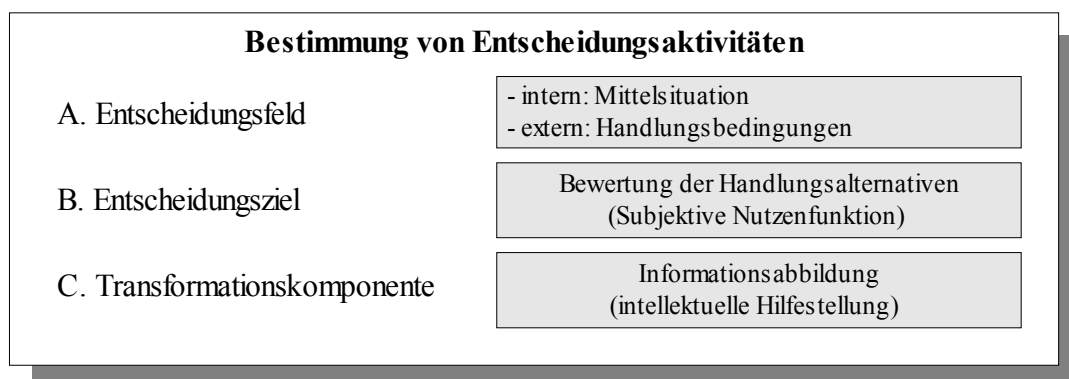 Bestimmung von Entscheidungsaktivitäten
A. Entscheidungsfeld
- intern: Mittelsituation
- extern: Handlungsbedingungen
B. Entscheidungsziel
Bewertung der Handlungsalternativen
(Subjektive Nutzenfunktion)
C. Transformationskomponente
Informationsabbildung
(intellektuelle Hilfestellung)